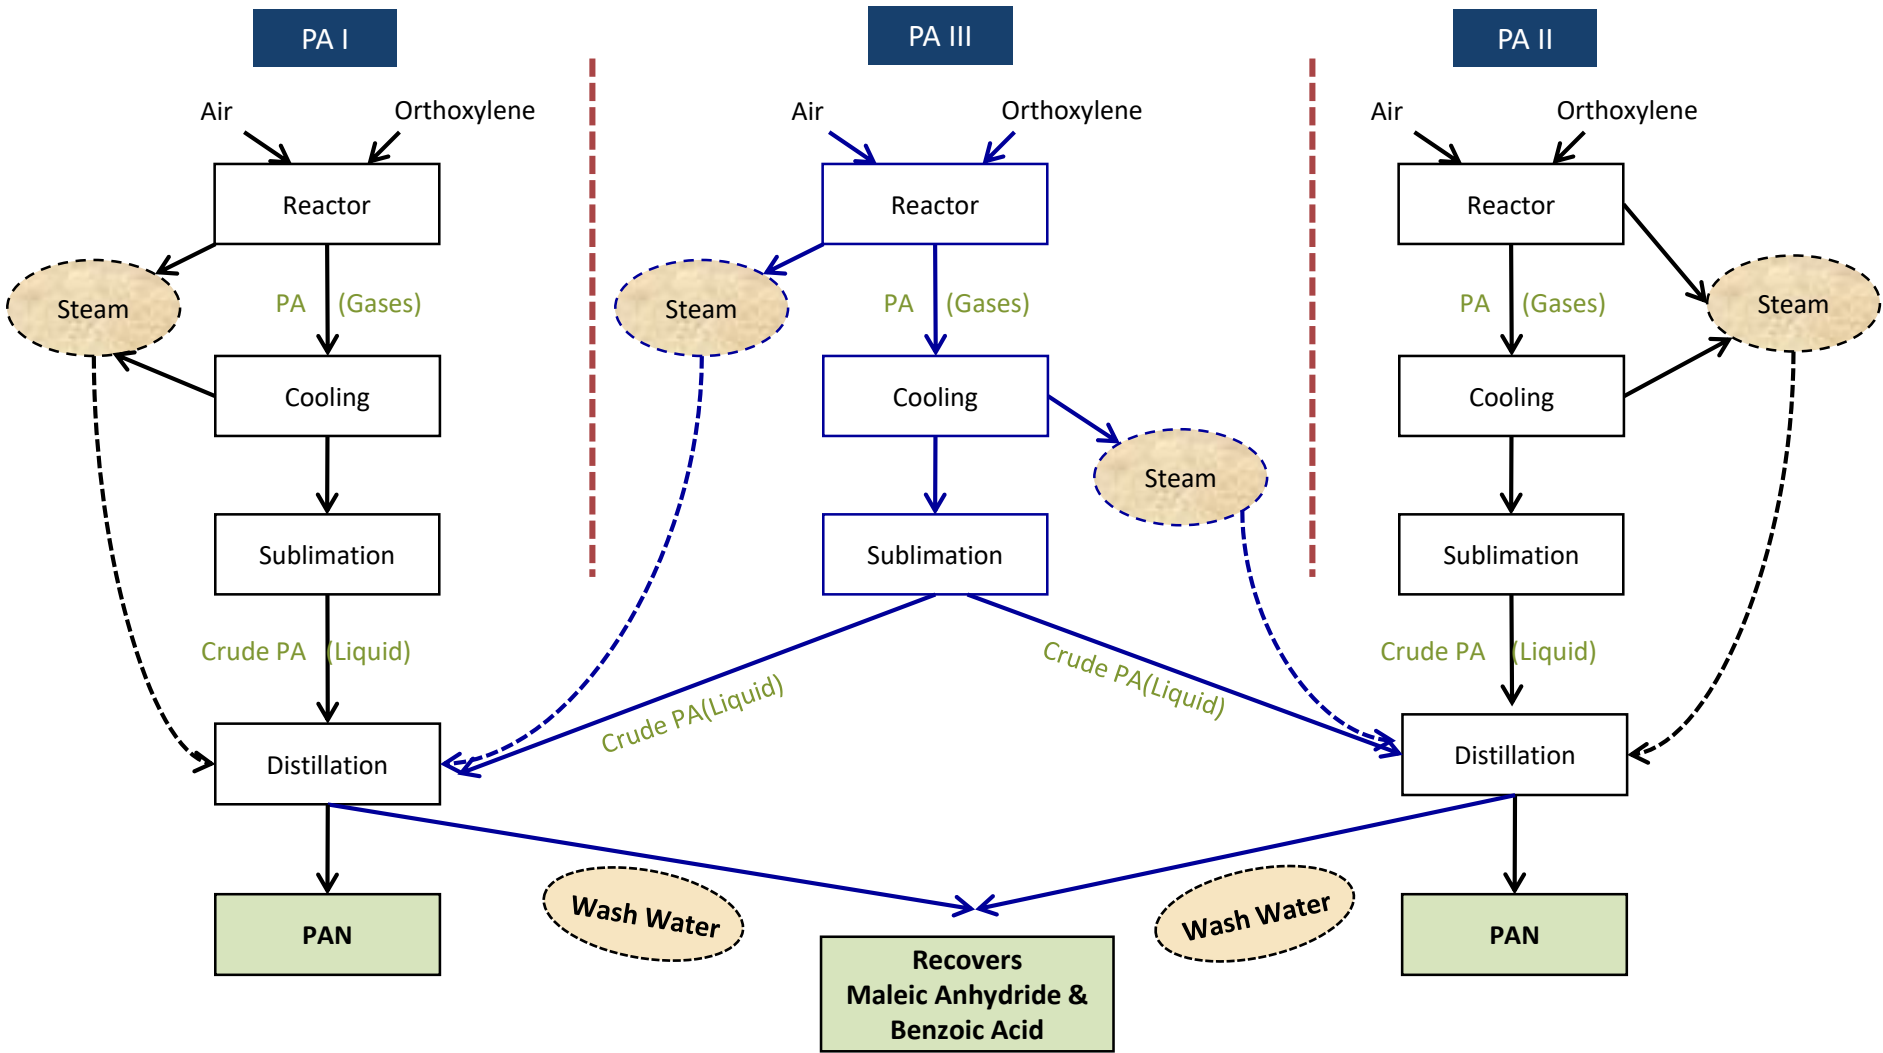 PA I
PA III
PA II
Air
Orthoxylene
Air
Orthoxylene
Air
Orthoxylene
Reactor
Reactor
Reactor
Steam
PA (Gases)
Steam
PA (Gases)
PA (Gases)
Steam
Cooling
Cooling
Cooling
Steam
Sublimation
Sublimation
Sublimation
Crude PA (Liquid)
Crude PA(Liquid)
Crude PA(Liquid)
Crude PA (Liquid)
Distillation
Distillation
Wash Water
Wash Water
PAN
PAN
Recovers
Maleic Anhydride &
Benzoic Acid